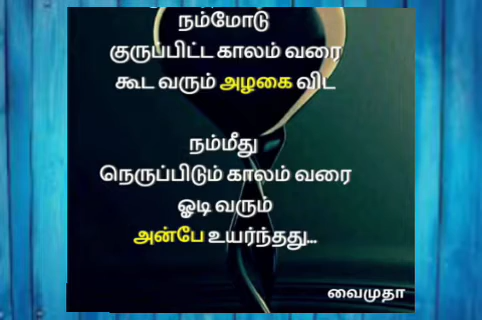 நம்மோடு
குருப்பிட்ட காலம் வரை
கூட வரும் அழகை விட
நம்மீது
நெருப்பிடும் காலம் வரை
ஓடி வரும்
அன்பே உயர்ந்தது...
வைமுதா